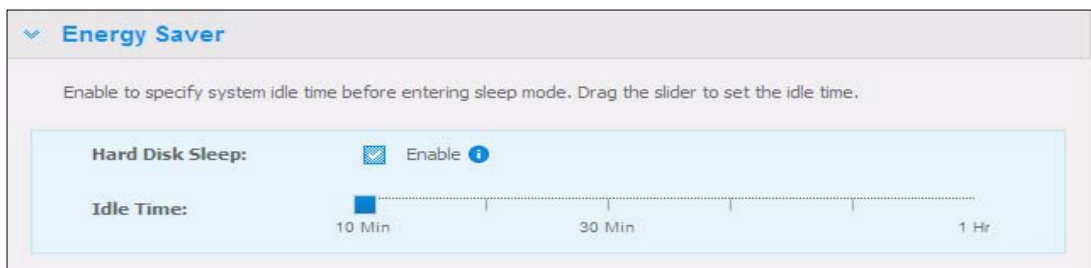 Energy Saver
Enable to specify system idle time before entering sleep mode. Drag the slider to set the idle time.
Hard Disk Sleep: Enable i
Idle Time:
10 Min 30 Min 1 Hr